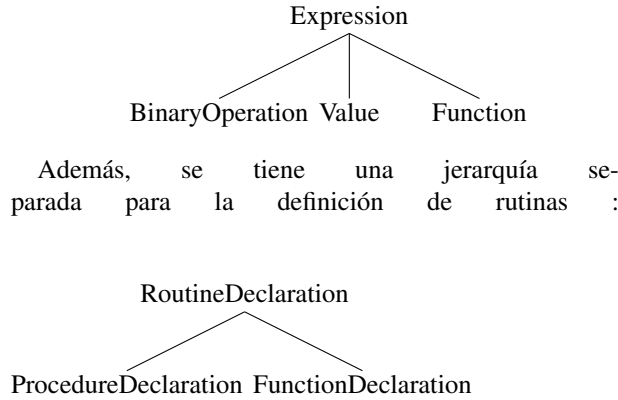 Expression
BinaryOperation Value Function
Además, se tiene una jerarquía se-
parada para la definición de rutinas :
RoutineDeclaration
ProcedureDeclaration FunctionDeclaration